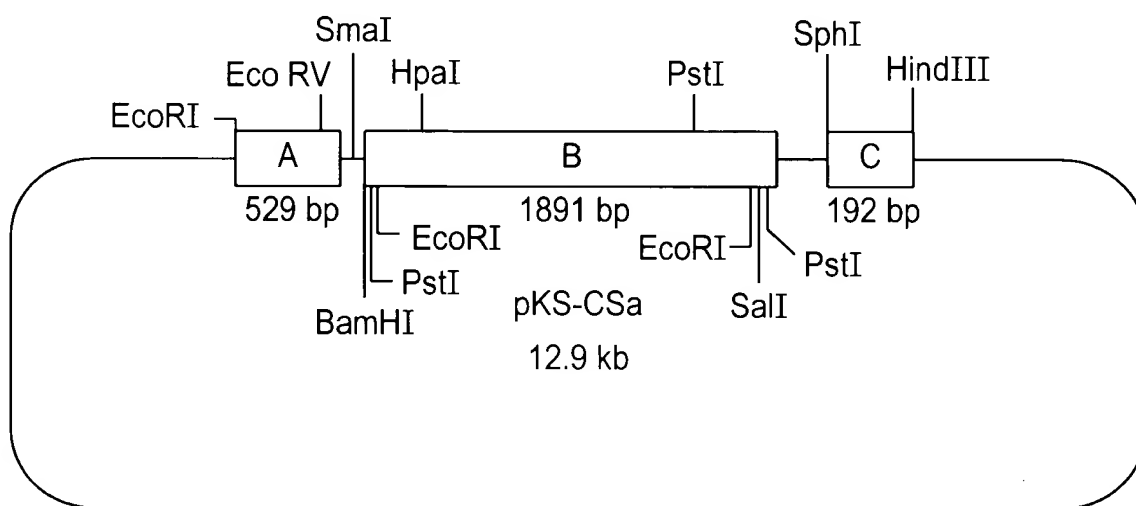 SmaI
SphI
Eco RV
HpaI
PstI
HindIII
EcoRI
A
B
C
529 bp
1891 bp
192 bp
EcoRI
EcoRI
PstI
PstI
BamHI
pKS-CSa
SalI
12.9 kb